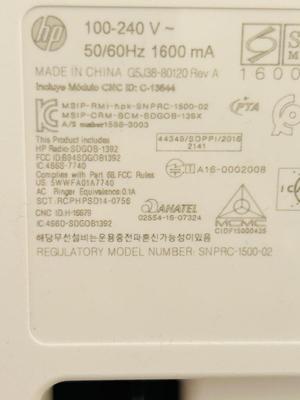 hp
100-240 V ~
50/60Hz 1600 mA
MADE IN CHINA G5J38-80120 Rev A
1600
Incluye Módulo CNC ID: C-13644
MSIP-RMI-hpk-SNPRC-1500-02
MSIP-CRM-SCM-SDGOB-139X
A/S number:1588-3003
PTA
This Product includes
HP Radio:SDGOB-1392
FCC ID:B94SDGOB1392
IC:466S-7740
44349/SDPPI/2016
2141
Complies with Part 68, FCC Rules
US: 5WWFA01A7740
AC Ringer Equivalence:0.1A
SCT: RCPHPSD14-0756
A16-0002008
IC
CNC ID:H-16679
IC:466D-SDGOB1392
ANATEL
02554-16-07324
MCMC
CIDF15000435
해당무선설비는운용중전파혼신가능성이있음
REGULATORY MODEL NUMBER: SNPRC-1500-02